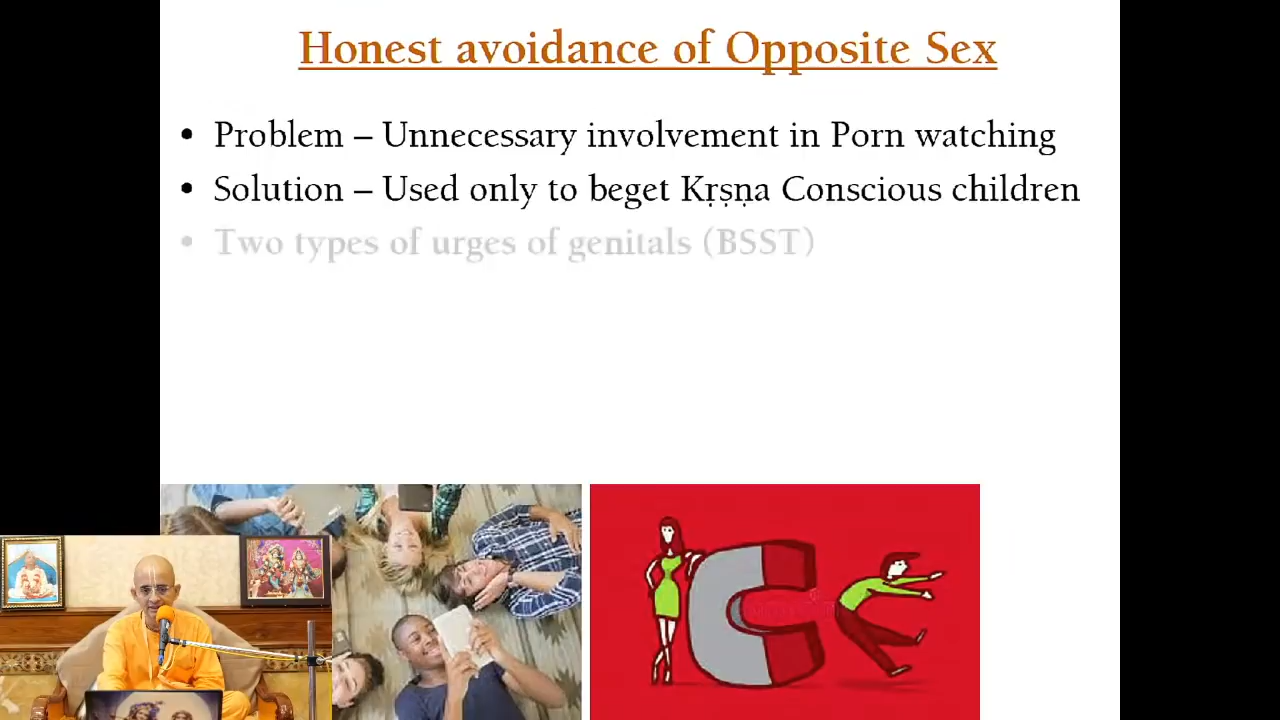 Honest avoidance of Opposite Sex
• Problem – Unnecessary involvement in Porn watching
• Solution – Used only to beget Kṛṣṇa Conscious children
• Two types of urges of genitals (BSST)